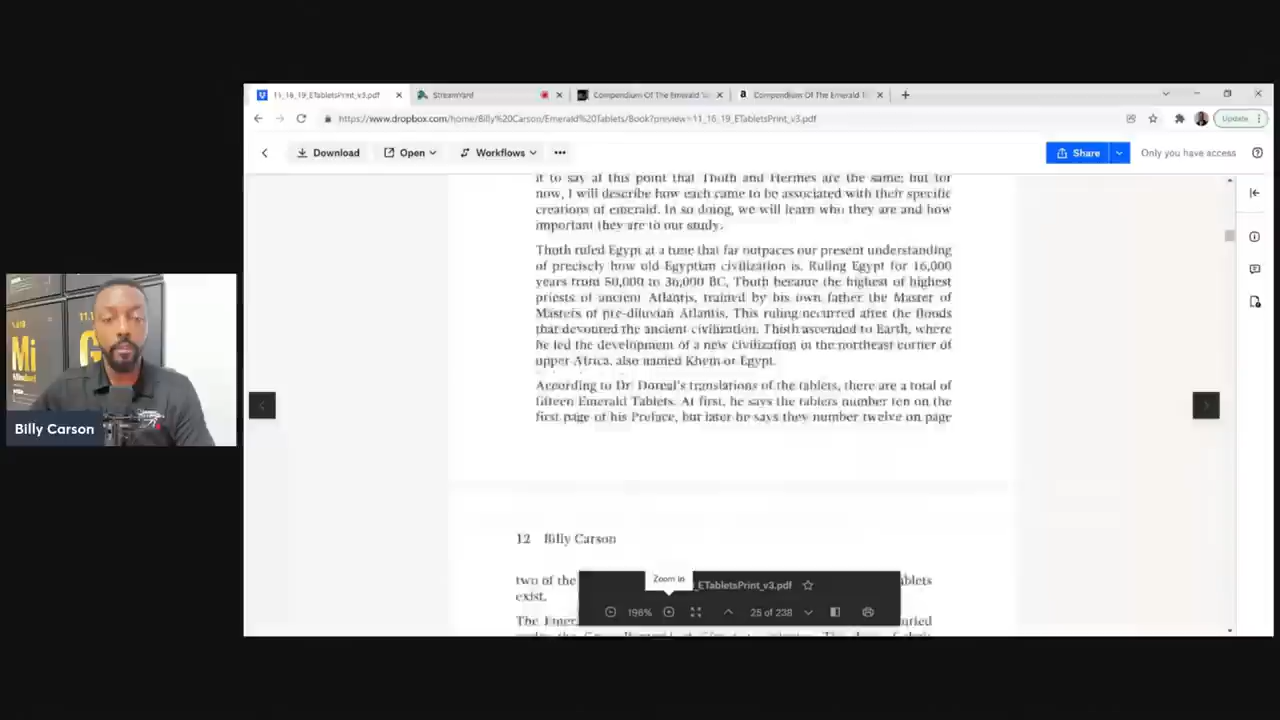 11_16_19_ETabletsPrint_v3.pdf
StreamYard
Compendium Of The Emerald
Compendium Of The Emerald
https://www.dropbox.com/home/Billy%20Carson/Emerald%20Tablets/Book?preview=11_16_19_ETabletsPrint_v3.pdf
Update
Download
Open
Workflows
Share
Only you have access
it to say at this point that Thoth and Hermes are the same; but for
now, I will describe how each came to be associated with their specific
creations of emerald. In so doing, we will learn who they are and how
important they are to our study.
Thoth ruled Egypt at a time that far outpaces our present understanding
of precisely how old Egyptian civilization is. Ruling Egypt for 16,000
years from 50,000 to 36,000 BC, Thoth became the highest of highest
priests of ancient Atlantis, trained by his own father the Master of
Masters of pre-diluvian Atlantis. This ruling occurred after the floods
that devoured the ancient civilization. Thoth ascended to Earth, where
he led the development of a new civilization in the northeast corner of
upper Africa, also named Khem or Egypt.
According to Dr. Doreal's translations of the tablets, there are a total of
fifteen Emerald Tablets. At first, he says the tablets number ten on the
first page of his Preface, but later he says they number twelve on page
12 Billy Carson
two of the
exist.
The
Zoom in
_ETabletsPrint_v3.pdf
196%
25 of 238
Mi
G
Billy Carson